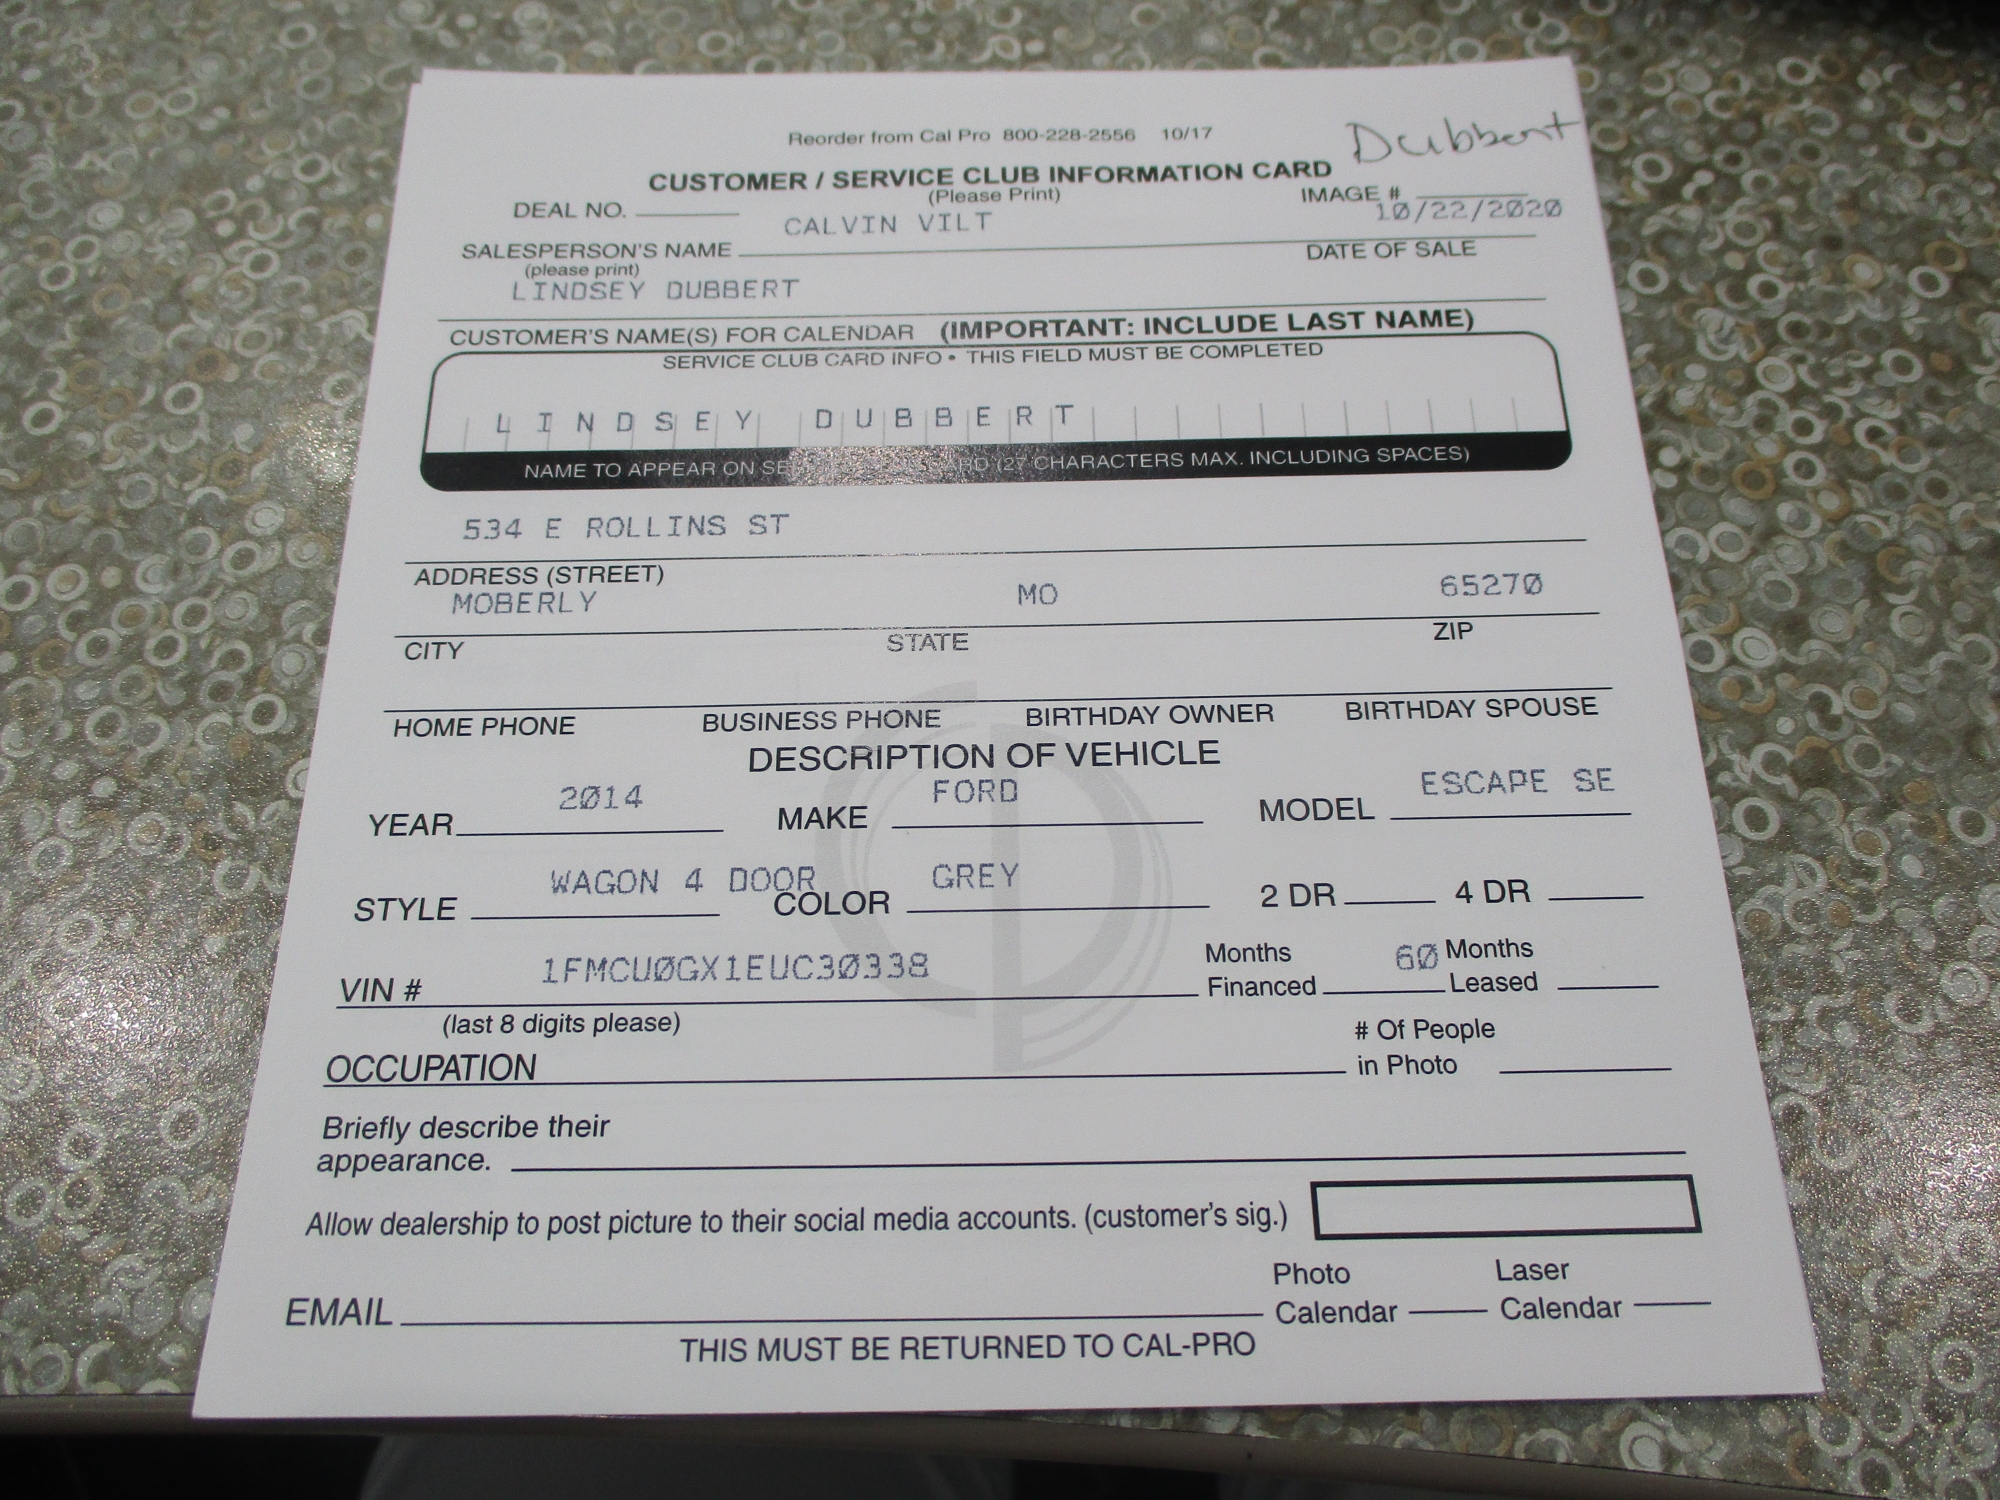 Reorder from Cal Pro 800-228-2556 10/17
Dubbert
CUSTOMER / SERVICE CLUB INFORMATION CARD
(Please Print)
DEAL NO. IMAGE #
CALVIN VILT 10/22/2020
SALESPERSON'S NAME DATE OF SALE
(please print)
LINDSEY DUBBERT
CUSTOMER'S NAME(S) FOR CALENDAR (IMPORTANT: INCLUDE LAST NAME)
SERVICE CLUB CARD INFO • THIS FIELD MUST BE COMPLETED
LINDSEY DUBBERT
NAME TO APPEAR ON CARD (27 CHARACTERS MAX. INCLUDING SPACES)
534 E ROLLINS ST
ADDRESS (STREET)
MOBERLY MO 65270
CITY STATE ZIP
HOME PHONE BUSINESS PHONE BIRTHDAY OWNER BIRTHDAY SPOUSE
DESCRIPTION OF VEHICLE
YEAR 2014 MAKE FORD MODEL ESCAPE SE
STYLE WAGON 4 DOOR COLOR GREY 2 DR 4 DR
VIN # 1FMCU0GX1EUC30338 Months Financed 60 Months Leased
(last 8 digits please)
OCCUPATION # Of People in Photo
Briefly describe their
appearance.
Allow dealership to post picture to their social media accounts. (customer's sig.)
EMAIL Photo Calendar Laser Calendar
THIS MUST BE RETURNED TO CAL-PRO